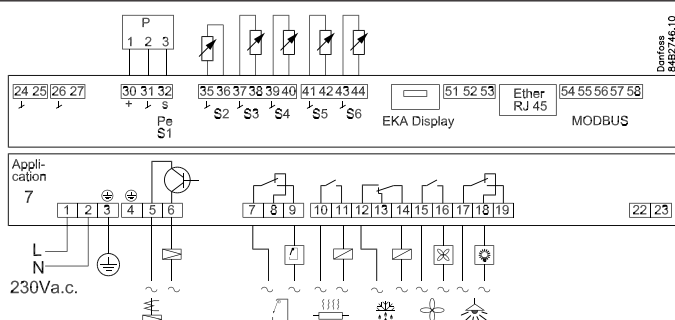 P
1 2 3
Danfoss
84B2746.10
24 25 26 27 30 31 32 35 36 37 38 39 40 41 42 43 44 51 52 53 Ether RJ 45 54 55 56 57 58
+ s S2 S3 S4 S5 S6 EKA Display MODBUS
Pe
S1
Appli-
cation
7
1 2 3 4 5 6 7 8 9 10 11 12 13 14 15 16 17 18 19 22 23
L
N
230Va.c.